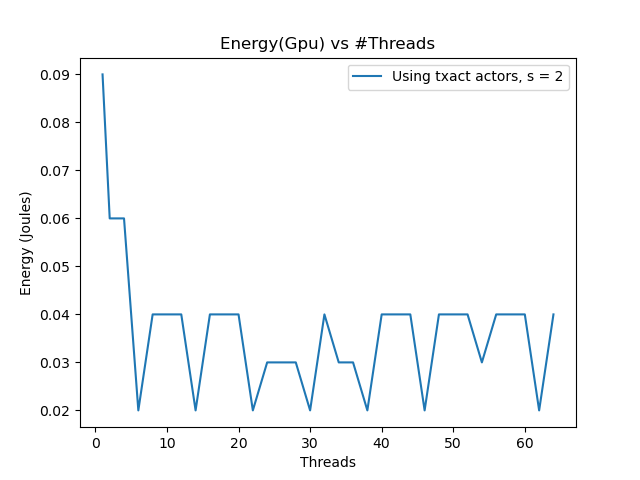 Energy(Gpu) vs #Threads
Using txact actors, s = 2
0.09
0.08
0.07
0.06
0.05
0.04
0.03
0.02
Energy (Joules)
0 10 20 30 40 50 60
Threads